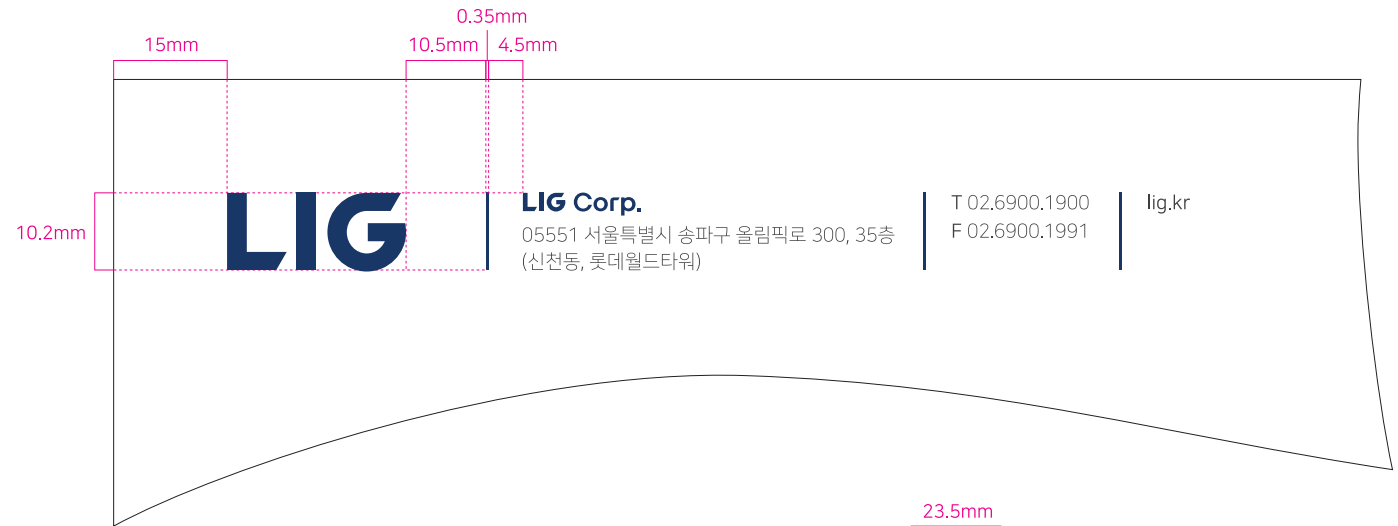 0.35mm
15mm
10.5mm
4.5mm
10.2mm
LIG
LIG Corp.
05551 서울특별시 송파구 올림픽로 300, 35층
(신천동, 롯데월드타워)
T 02.6900.1900
F 02.6900.1991
lig.kr
23.5mm